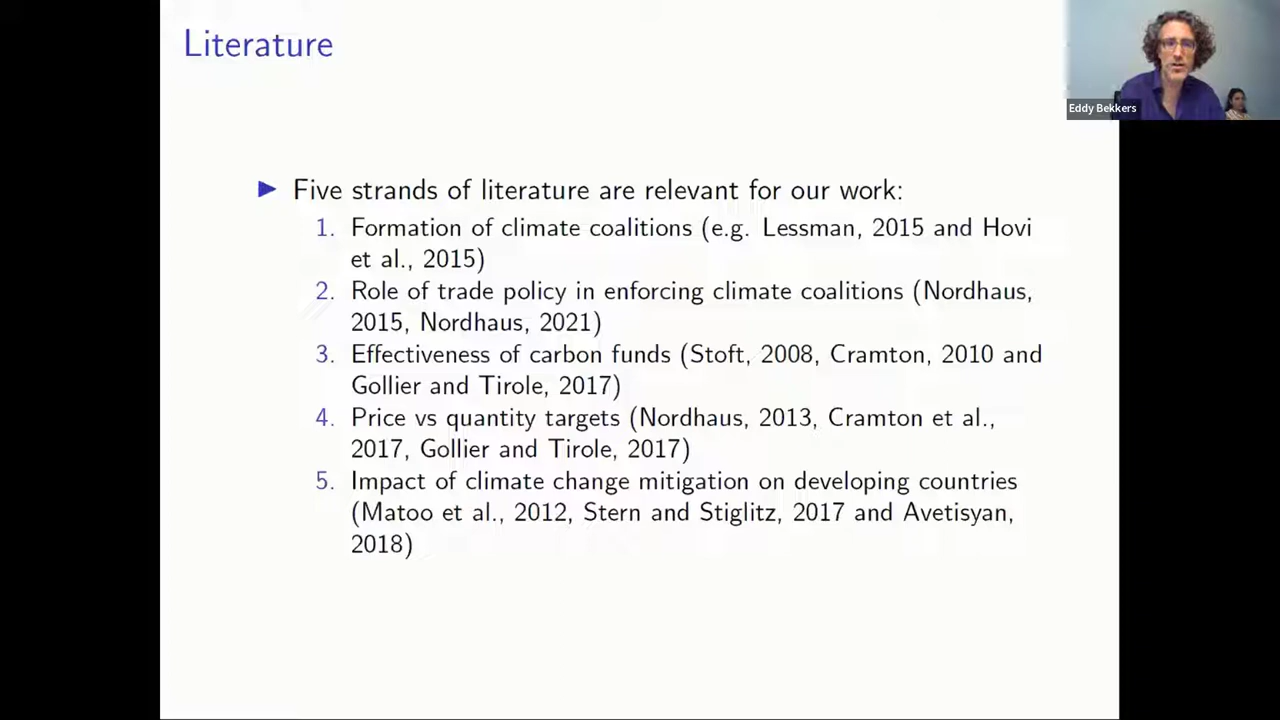 Literature
Eddy Bekkers
▶ Five strands of literature are relevant for our work:
1. Formation of climate coalitions (e.g. Lessman, 2015 and Hovi
et al., 2015)
2. Role of trade policy in enforcing climate coalitions (Nordhaus,
2015, Nordhaus, 2021)
3. Effectiveness of carbon funds (Stoft, 2008, Cramton, 2010 and
Gollier and Tirole, 2017)
4. Price vs quantity targets (Nordhaus, 2013, Cramton et al.,
2017, Gollier and Tirole, 2017)
5. Impact of climate change mitigation on developing countries
(Matoo et al., 2012, Stern and Stiglitz, 2017 and Avetisyan,
2018)